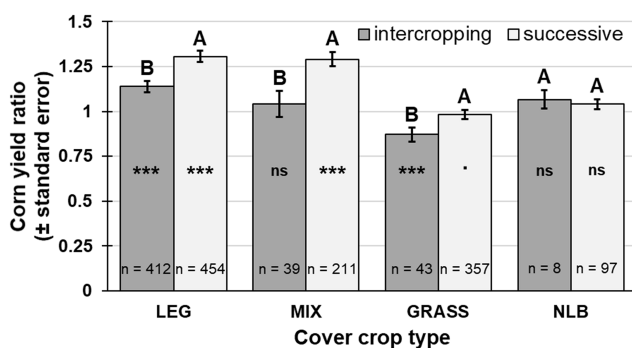 intercropping successive
Corn yield ratio
(± standard error)
1.5
1.25
1
0.75
0.5
0.25
0
B A B A B A A A
*** *** ns *** *** . ns ns
n = 412 n = 454 n = 39 n = 211 n = 43 n = 357 n = 8 n = 97
LEG MIX GRASS NLB
Cover crop type